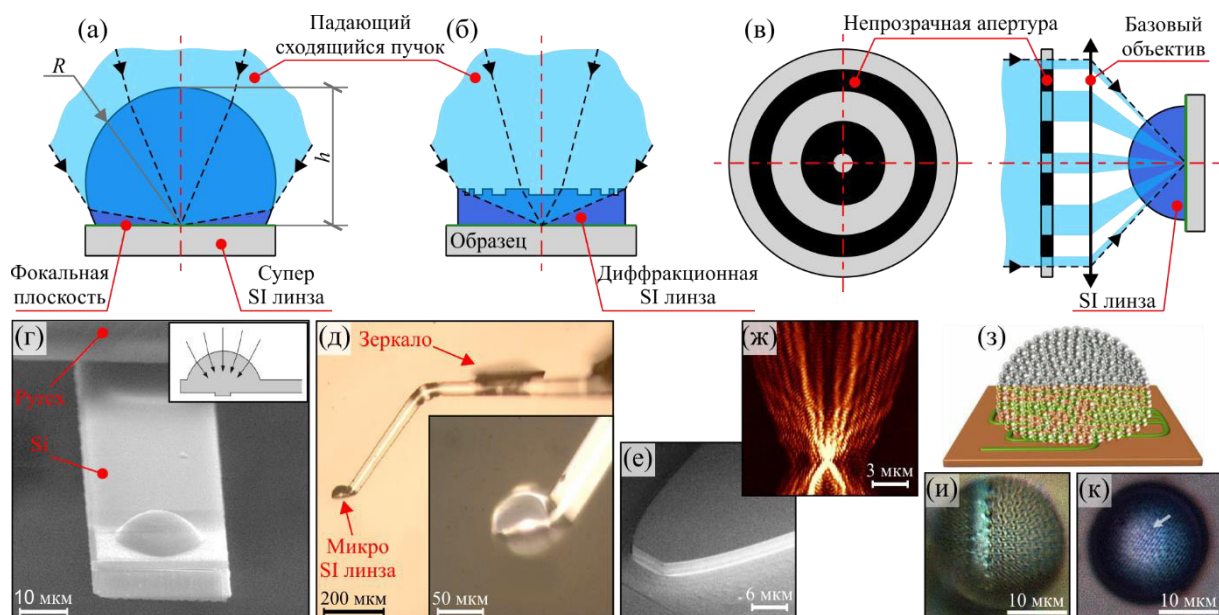 (а)
Падающий
сходящийся пучок
(б)
(в)
Непрозрачная апертура
Базовый
объектив
R
h
Образец
Фокальная
плоскость
Супер
SI линза
Диффракционная
SI линза
SI линза
(г)
Pyrex
Si
10 мкм
(д)
Зеркало
Микро
SI линза
200 мкм
50 мкм
(е)
6 мкм
(ж)
3 мкм
(з)
(и)
10 мкм
(к)
10 мкм